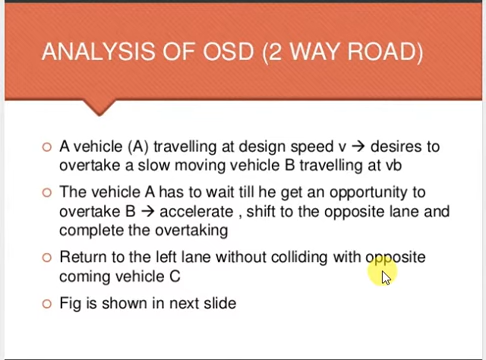 ANALYSIS OF OSD (2 WAY ROAD)
A vehicle (A) travelling at design speed v → desires to
overtake a slow moving vehicle B travelling at vb
The vehicle A has to wait till he get an opportunity to
overtake B → accelerate , shift to the opposite lane and
complete the overtaking
Return to the left lane without colliding with opposite
coming vehicle C
Fig is shown in next slide